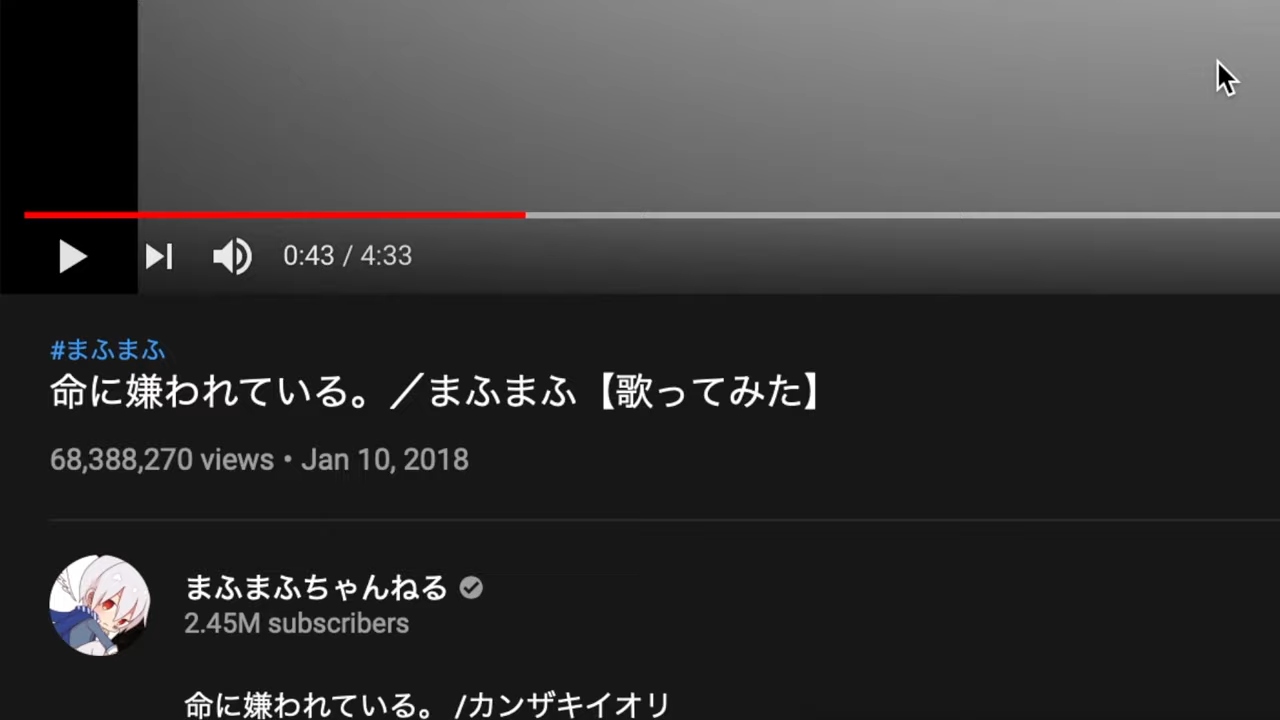 0:43 / 4:33
#まふまふ
命に嫌われている。／まふまふ【歌ってみた】
68,388,270 views • Jan 10, 2018
まふまふちゃんねる
2.45M subscribers
命に嫌われている。 /カンザキイオリ